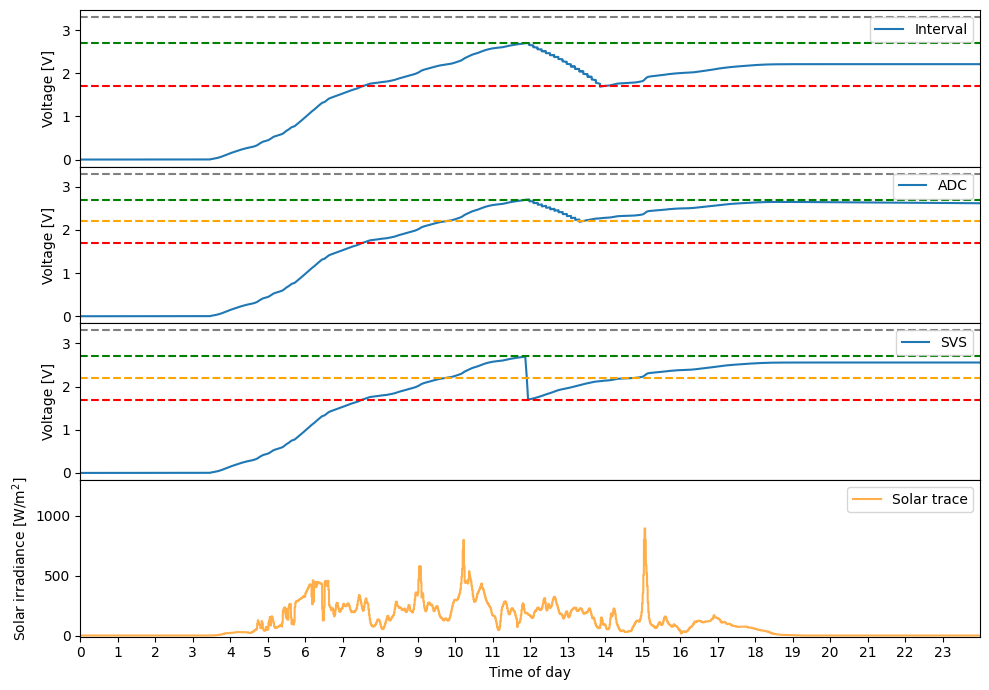 Voltage [V]
3
2
1
0
Interval
Voltage [V]
3
2
1
0
ADC
Voltage [V]
3
2
1
0
SVS
Solar irradiance [W/m²]
1000
500
0
Solar trace
0 1 2 3 4 5 6 7 8 9 10 11 12 13 14 15 16 17 18 19 20 21 22 23
Time of day